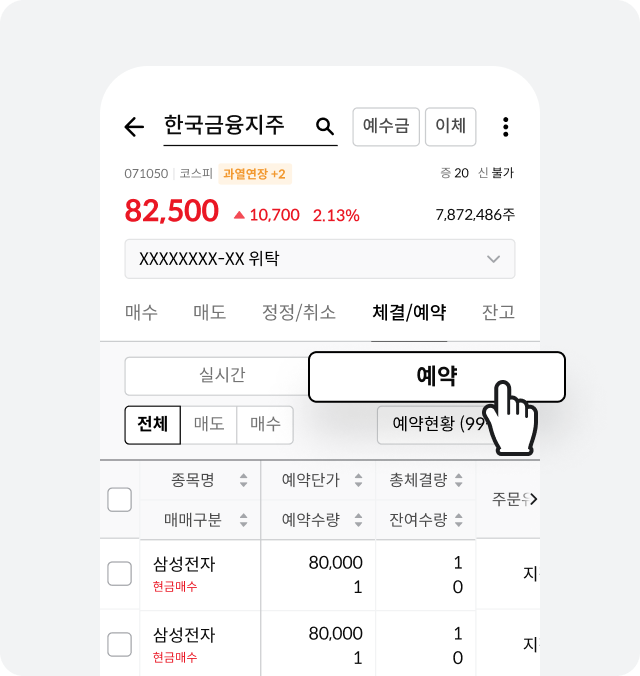 한국금융지주 예수금 이체
071050 코스피 과열연장 +2 증 20 신 불가
82,500 ▲ 10,700 2.13% 7,872,486주
XXXXXXXX-XX 위탁
매수 매도 정정/취소 체결/예약 잔고
실시간 예약
전체 매도 매수 예약현황 (99
종목명 예약단가 총체결량
주문
매매구분 예약수량 잔여수량
삼성전자 80,000 1
지
현금매수 1 0
삼성전자 80,000 1
지
현금매수 1 0